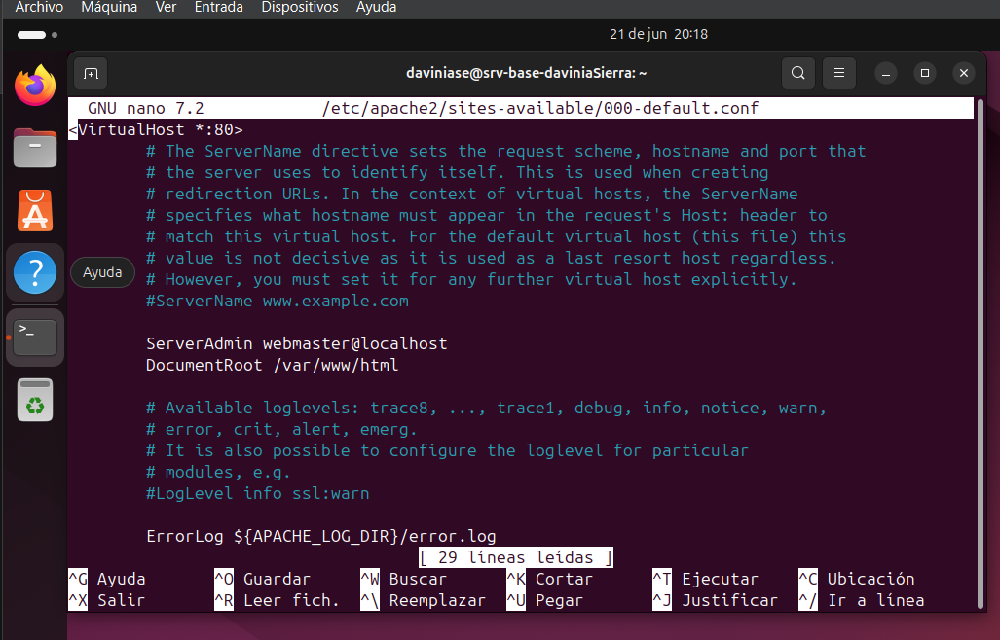 Archivo Máquina Ver Entrada Dispositivos Ayuda
21 de jun 20:18
daviniase@srv-base-daviniaSierra: ~
GNU nano 7.2 /etc/apache2/sites-available/000-default.conf
<VirtualHost *:80>
# The ServerName directive sets the request scheme, hostname and port that
# the server uses to identify itself. This is used when creating
# redirection URLs. In the context of virtual hosts, the ServerName
# specifies what hostname must appear in the request's Host: header to
# match this virtual host. For the default virtual host (this file) this
# value is not decisive as it is used as a last resort host regardless.
Ayuda
# However, you must set it for any further virtual host explicitly.
#ServerName www.example.com
ServerAdmin webmaster@localhost
DocumentRoot /var/www/html
# Available loglevels: trace8, ..., trace1, debug, info, notice, warn,
# error, crit, alert, emerg.
# It is also possible to configure the loglevel for particular
# modules, e.g.
#LogLevel info ssl:warn
ErrorLog ${APACHE_LOG_DIR}/error.log
[ 29 líneas leídas ]
^G Ayuda ^O Guardar ^W Buscar ^K Cortar ^T Ejecutar ^C Ubicación
^X Salir ^R Leer fich. ^\ Reemplazar ^U Pegar ^J Justificar ^/ Ir a línea